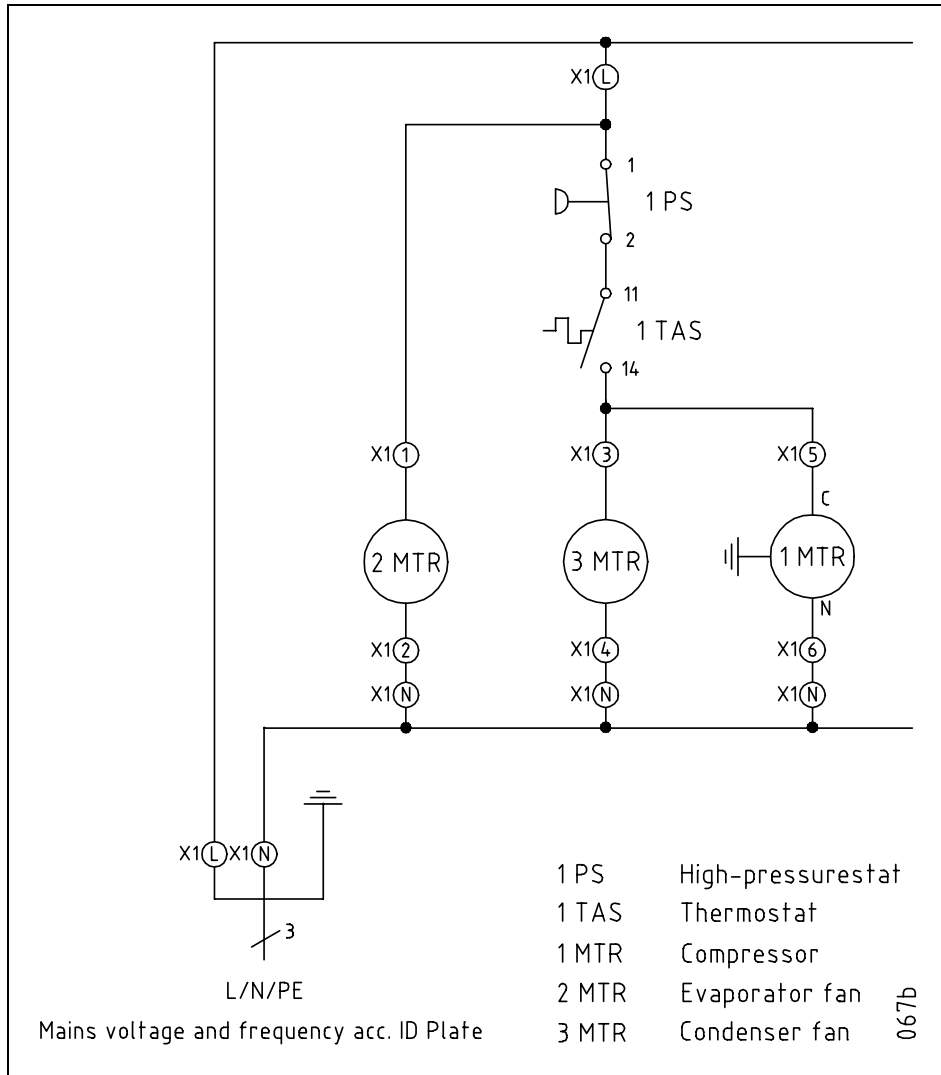 X1 L
1
1 PS
2
11
1 TAS
14
X1 1 X1 3 X1 5
C
2 MTR 3 MTR 1 MTR
N
X1 2 X1 4 X1 6
X1 N X1 N X1 N
X1 L X1 N
3
L/N/PE
Mains voltage and frequency acc. ID Plate
1 PS High-pressurestat
1 TAS Thermostat
1 MTR Compressor
2 MTR Evaporator fan
3 MTR Condenser fan
067b